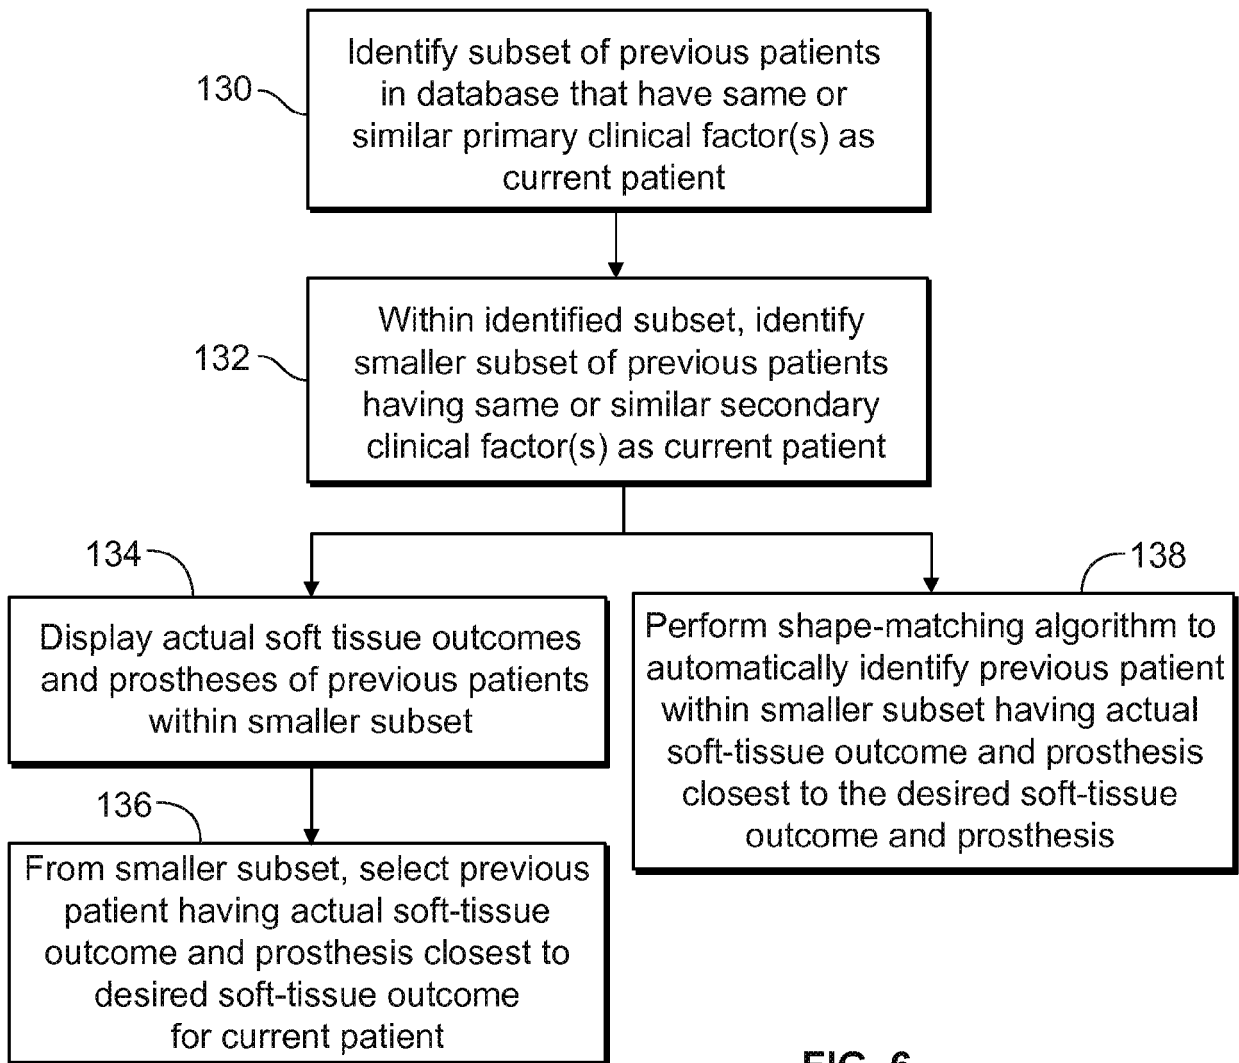 130
Identify subset of previous patients
in database that have same or
similar primary clinical factor(s) as
current patient
132
Within identified subset, identify
smaller subset of previous patients
having same or similar secondary
clinical factor(s) as current patient
134
Display actual soft tissue outcomes
and prostheses of previous patients
within smaller subset
136
From smaller subset, select previous
patient having actual soft-tissue
outcome and prosthesis closest to
desired soft-tissue outcome
for current patient
138
Perform shape-matching algorithm to
automatically identify previous patient
within smaller subset having actual
soft-tissue outcome and prosthesis
closest to the desired soft-tissue
outcome and prosthesis
FIG. 6